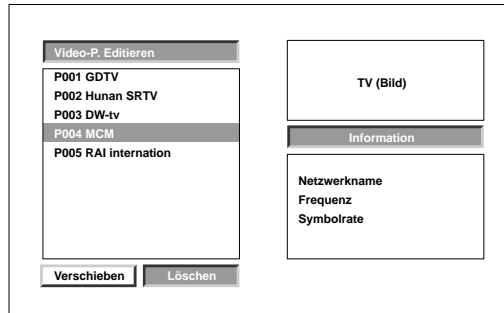 Video-P. Editieren
P001 GDTV
P002 Hunan SRTV
P003 DW-tv
P004 MCM
P005 RAI internation
Verschieben
Löschen
TV (Bild)
Information
Netzwerkname
Frequenz
Symbolrate